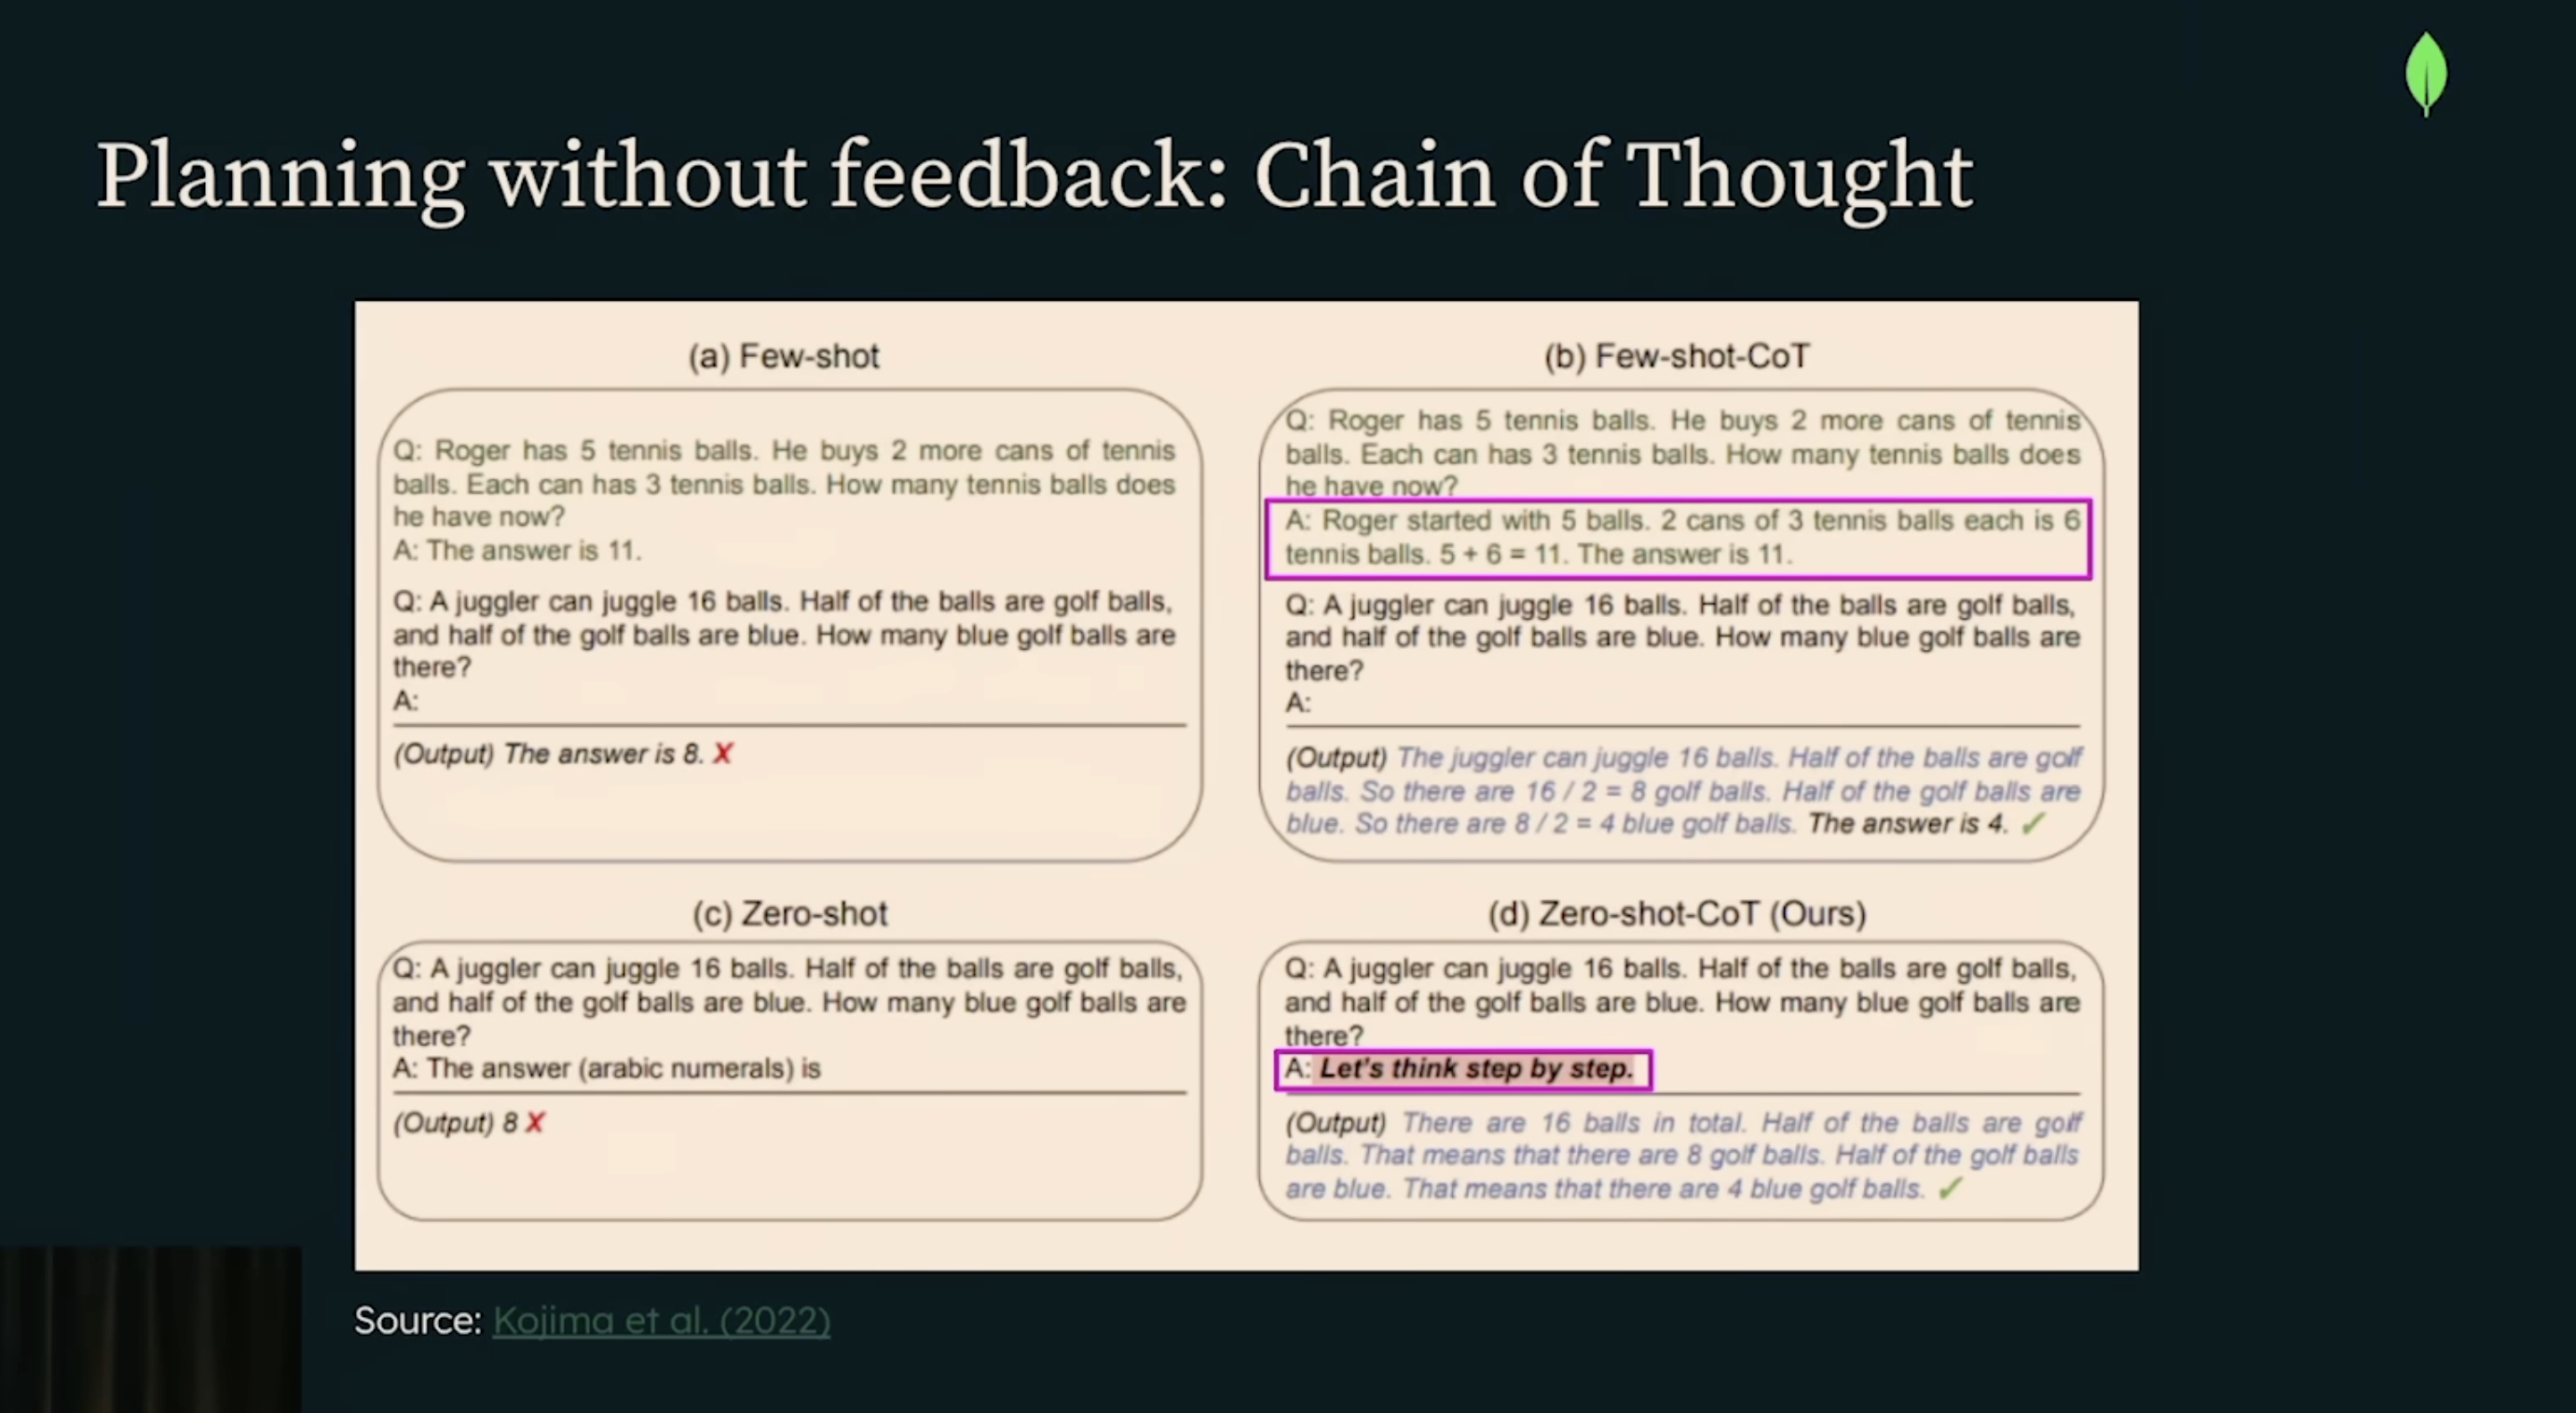 Planning without feedback: Chain of Thought
(a) Few-shot
Q: Roger has 5 tennis balls. He buys 2 more cans of tennis
balls. Each can has 3 tennis balls. How many tennis balls does
he have now?
A: The answer is 11.
Q: A juggler can juggle 16 balls. Half of the balls are golf balls,
and half of the golf balls are blue. How many blue golf balls are
there?
A:
(Output) The answer is 8. ✗
(b) Few-shot-CoT
Q: Roger has 5 tennis balls. He buys 2 more cans of tennis
balls. Each can has 3 tennis balls. How many tennis balls does
he have now?
A: Roger started with 5 balls. 2 cans of 3 tennis balls each is 6
tennis balls. 5 + 6 = 11. The answer is 11.
Q: A juggler can juggle 16 balls. Half of the balls are golf balls,
and half of the golf balls are blue. How many blue golf balls are
there?
A:
(Output) The juggler can juggle 16 balls. Half of the balls are golf
balls. So there are 16 / 2 = 8 golf balls. Half of the golf balls are
blue. So there are 8 / 2 = 4 blue golf balls. The answer is 4. ✓
(c) Zero-shot
Q: A juggler can juggle 16 balls. Half of the balls are golf balls,
and half of the golf balls are blue. How many blue golf balls are
there?
A: The answer (arabic numerals) is
(Output) 8 ✗
(d) Zero-shot-CoT (Ours)
Q: A juggler can juggle 16 balls. Half of the balls are golf balls,
and half of the golf balls are blue. How many blue golf balls are
there?
A: Let's think step by step.
(Output) There are 16 balls in total. Half of the balls are golf
balls. That means that there are 8 golf balls. Half of the golf balls
are blue. That means that there are 4 blue golf balls. ✓
Source: Kojima et al. (2022)